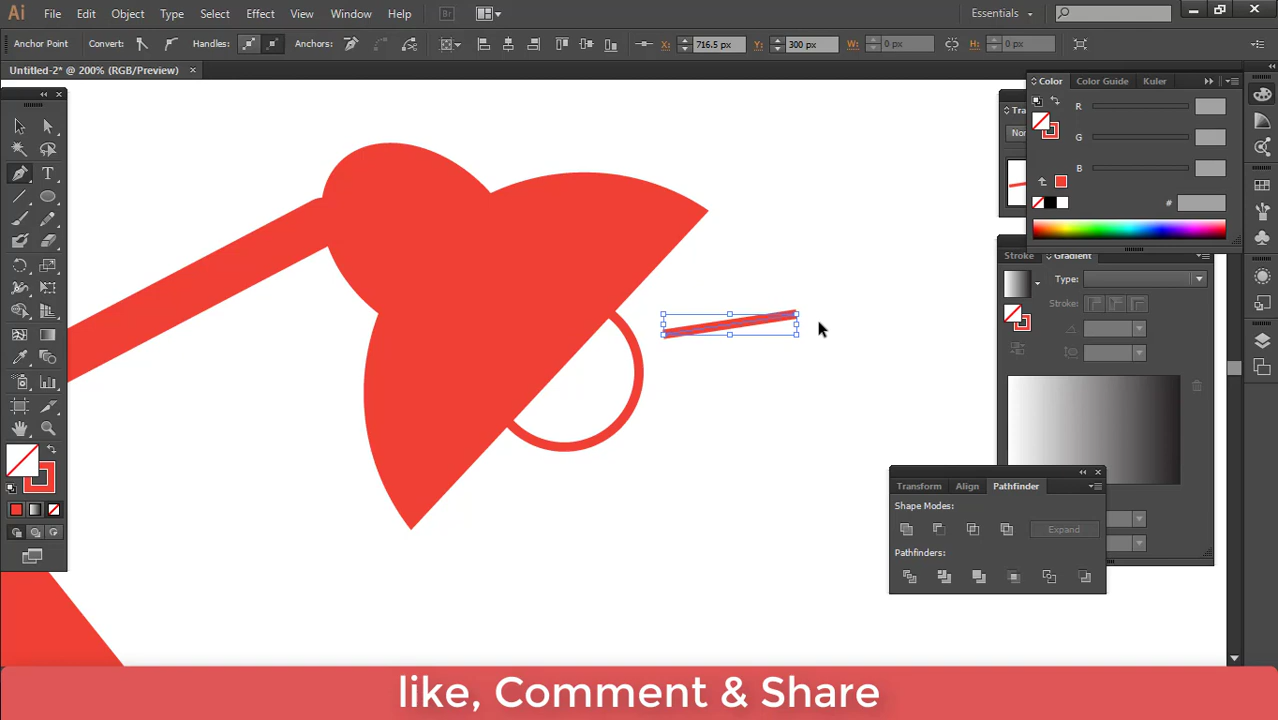 Ai File Edit Object Type Select Effect View Window Help Br Essentials
Anchor Point Convert: Handles: Anchors: X: 716.5 px Y: 300 px W: 0 px H: 0 px
Untitled-2* @ 200% (RGB/Preview)
Color Color Guide Kuler
R
G
B
#
Stroke Gradient
Type:
Stroke:
Transform Align Pathfinder
Shape Modes:
Expand
Pathfinders:
like, Comment & Share